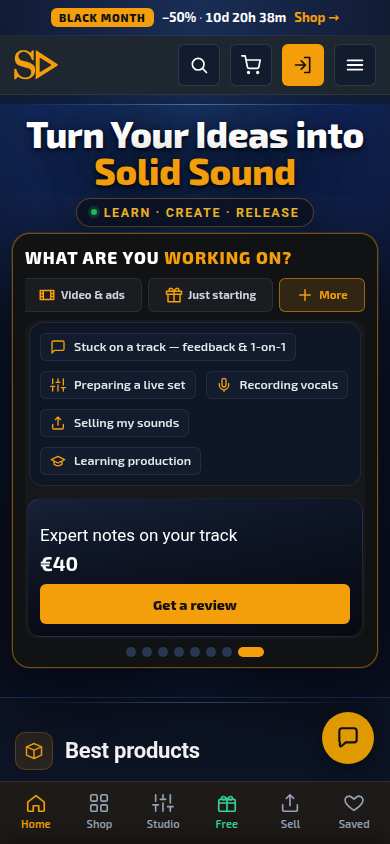 BLACK MONTH −50% · 10d 20h 38m Shop →
SD
Turn Your Ideas into
Solid Sound
LEARN · CREATE · RELEASE
WHAT ARE YOU WORKING ON?
Video & ads Just starting More
Stuck on a track — feedback & 1-on-1
Preparing a live set Recording vocals
Selling my sounds
Learning production
Expert notes on your track
€40
Get a review
Best products
Home Shop Studio Free Sell Saved